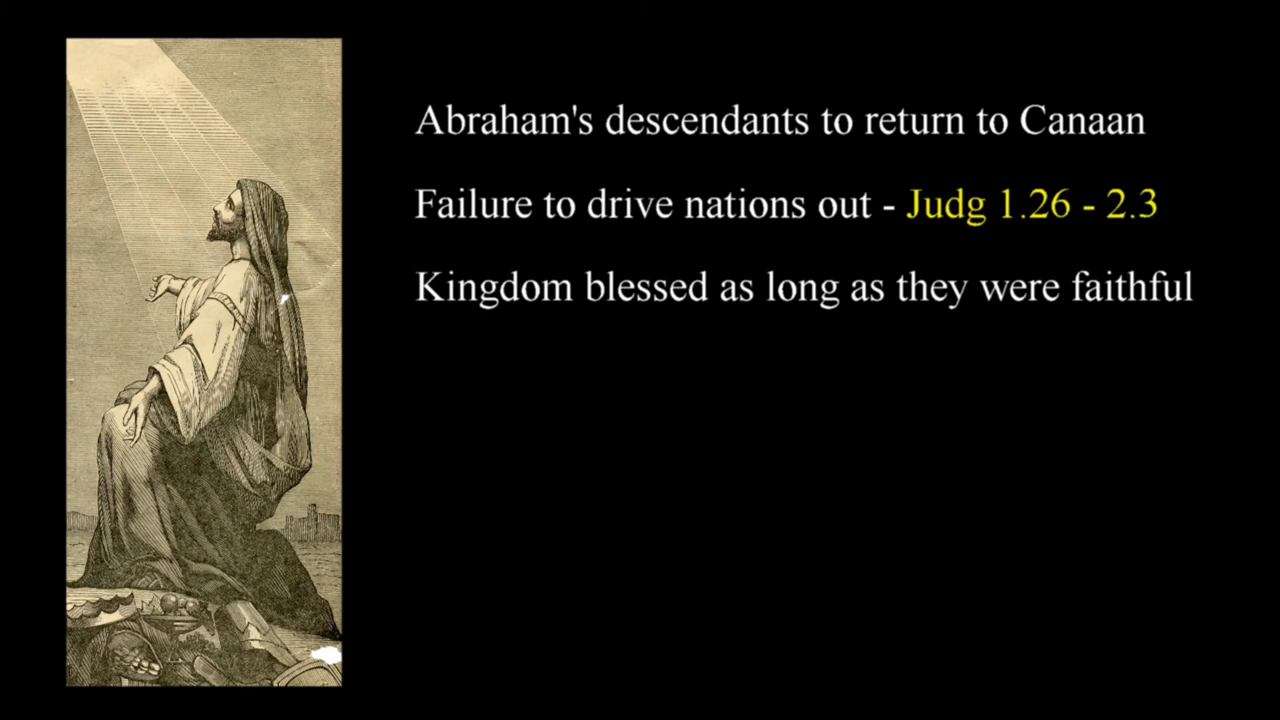 Abraham's descendants to return to Canaan
Failure to drive nations out - Judg 1.26 - 2.3
Kingdom blessed as long as they were faithful